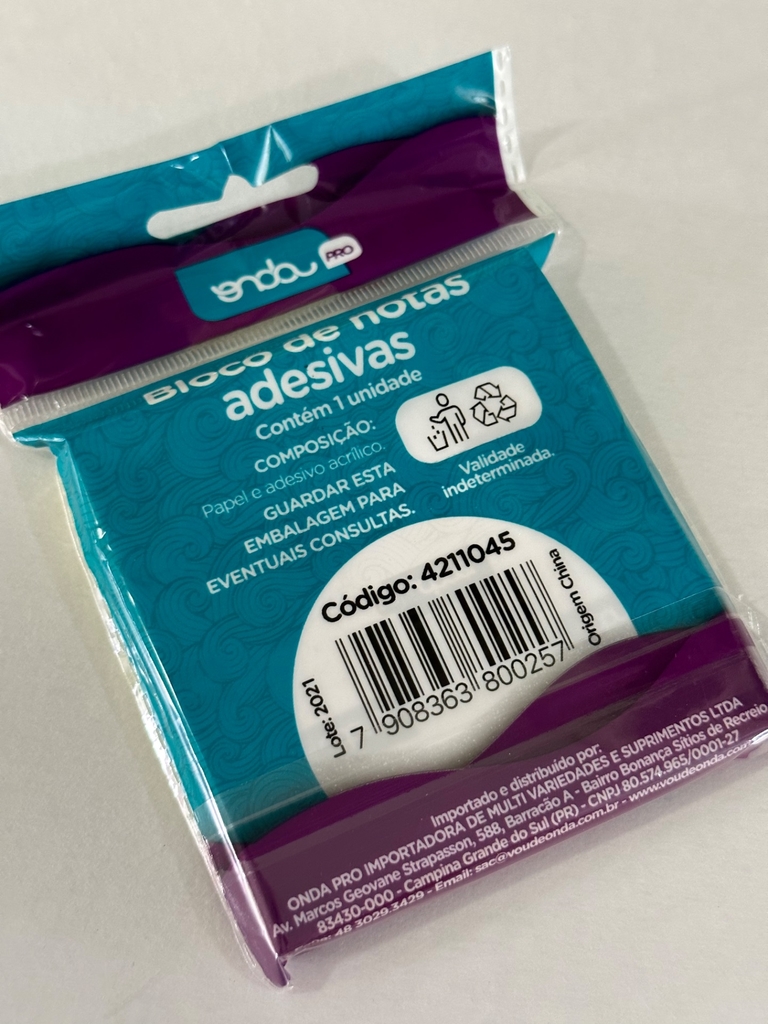 onda PRO
Bloco de notas
adesivas
Contém 1 unidade
COMPOSIÇÃO:
Papel e adesivo acrílico.
GUARDAR ESTA
EMBALAGEM PARA
EVENTUAIS CONSULTAS.
Validade
indeterminada.
Código: 4211045
Lote: 2021
Origem China
7 908363 800257
Importado e distribuido por:
ONDA PRO IMPORTADORA DE MULTI VARIEDADES E SUPRIMENTOS LTDA
Av. Marcos Geovane Strapasson, 588, Barracão A - Bairro Bonança Sítios de Recreio
83430-000 - Campina Grande do Sul (PR) - CNPJ 80.574.965/0001-27
48 3029.3429 - Email: sac@voudeonda.com.br - www.voudeonda.com.br